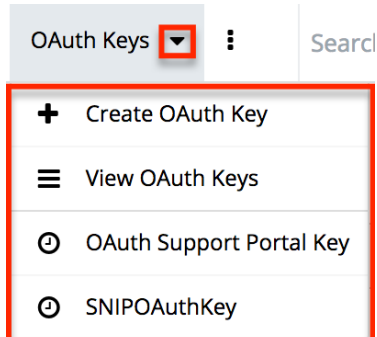 OAuth Keys Search
Create OAuth Key
View OAuth Keys
OAuth Support Portal Key
SNIPOAuthKey